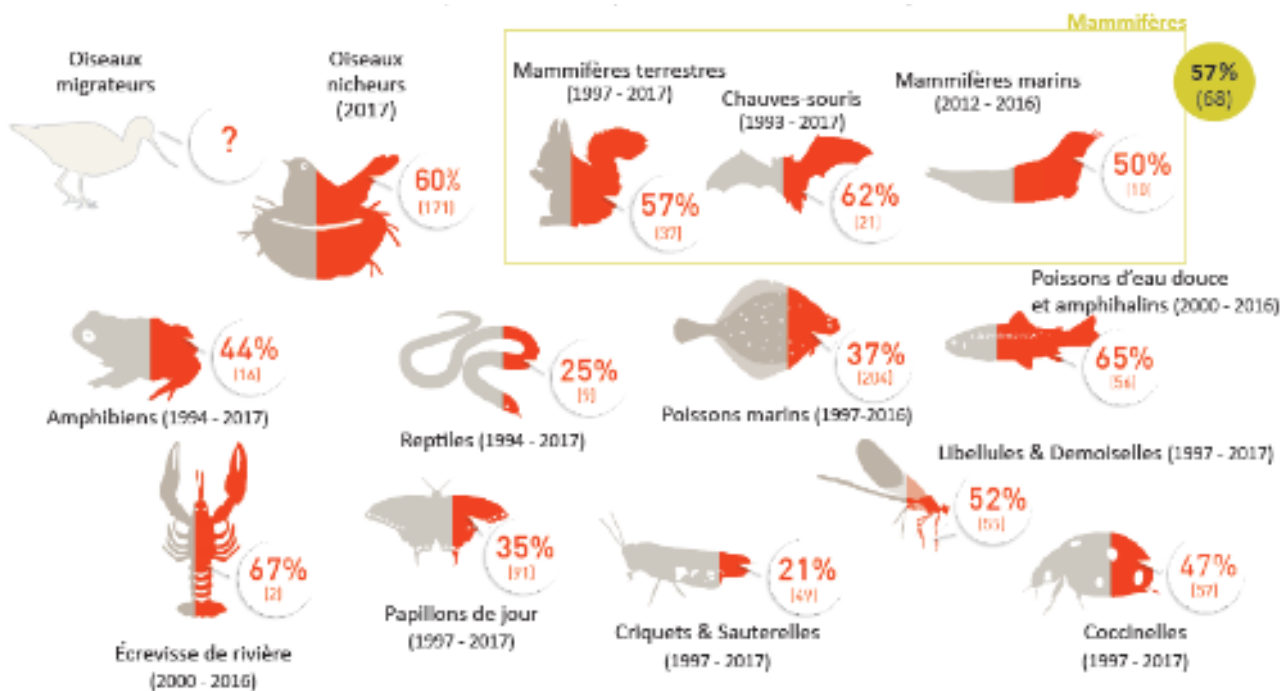 Mammifères
Oiseaux
migrateurs
?
Oiseaux
nicheurs
(2017)
60%
(171)
Mammifères terrestres
(1997 - 2017)
57%
(37)
Chauves-souris
(1993 - 2017)
62%
(21)
Mammifères marins
(2012 - 2016)
50%
(10)
57%
(68)
44%
(16)
Amphibiens (1994 - 2017)
25%
(9)
Reptiles (1994 - 2017)
37%
(204)
Poissons marins (1997-2016)
Poissons d'eau douce
et amphihalins (2000 - 2016)
65%
(56)
67%
(2)
Écrevisse de rivière
(2000 - 2016)
35%
(91)
Papillons de jour
(1997 - 2017)
21%
(49)
Criquets & Sauterelles
(1997 - 2017)
Libellules & Demoiselles (1997 - 2017)
52%
47%
(57)
Coccinelles
(1997 - 2017)